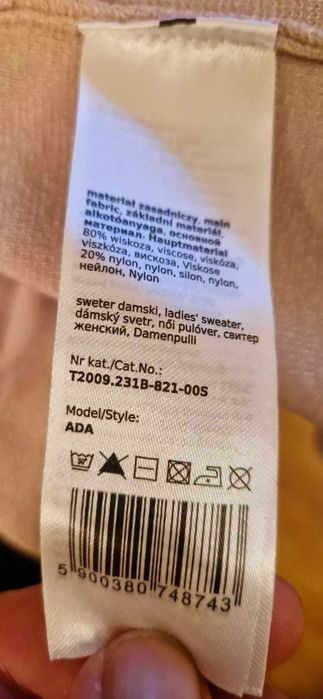 materiał zasadniczy, main
fabric, základní materiál,
alkotóanyaga, основной
материал. Hauptmaterial
80% wiskoza, viscose, viskóza,
viszkóza, вискоза, Viskose
20% nylon, nylon, silon, nylon,
нейлон, Nylon
sweter damski, ladies' sweater,
dámský svetr, női pulóver, свитер
женский, Damenpulli
Nr kat./Cat.No.:
T2009.231B-821-00S
Model/Style:
ADA
5 900380 748743